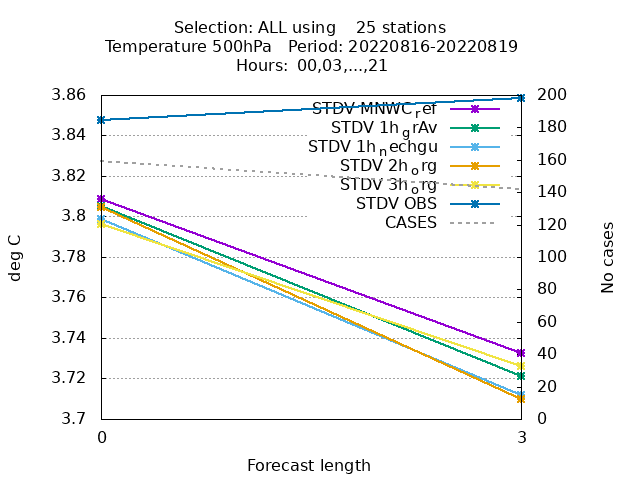 Selection: ALL using    25 stations
Temperature 500hPa   Period: 20220816-20220819
Hours: 00,03,...,21
3.86
3.84
3.82
3.8
3.78
3.76
3.74
3.72
3.7
deg C
STDV MNWC_ref
STDV 1h_grAv
STDV 1h_nechgu
STDV 2h_org
STDV 3h_org
STDV OBS
CASES
200
180
160
140
120
100
80
60
40
20
0
No cases
0
3
Forecast length